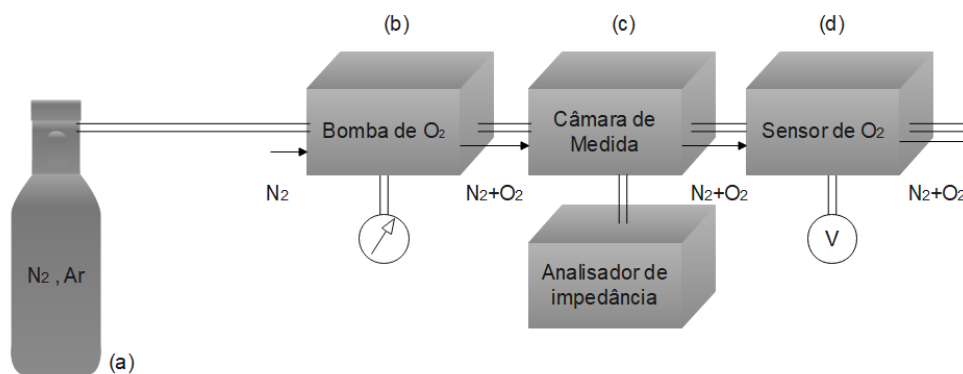 (b)
(c)
(d)
Bomba de O₂
Câmara de
Medida
Sensor de O₂
N₂
N₂+O₂
N₂+O₂
N₂+O₂
V
N₂ , Ar
Analisador de
impedância
(a)